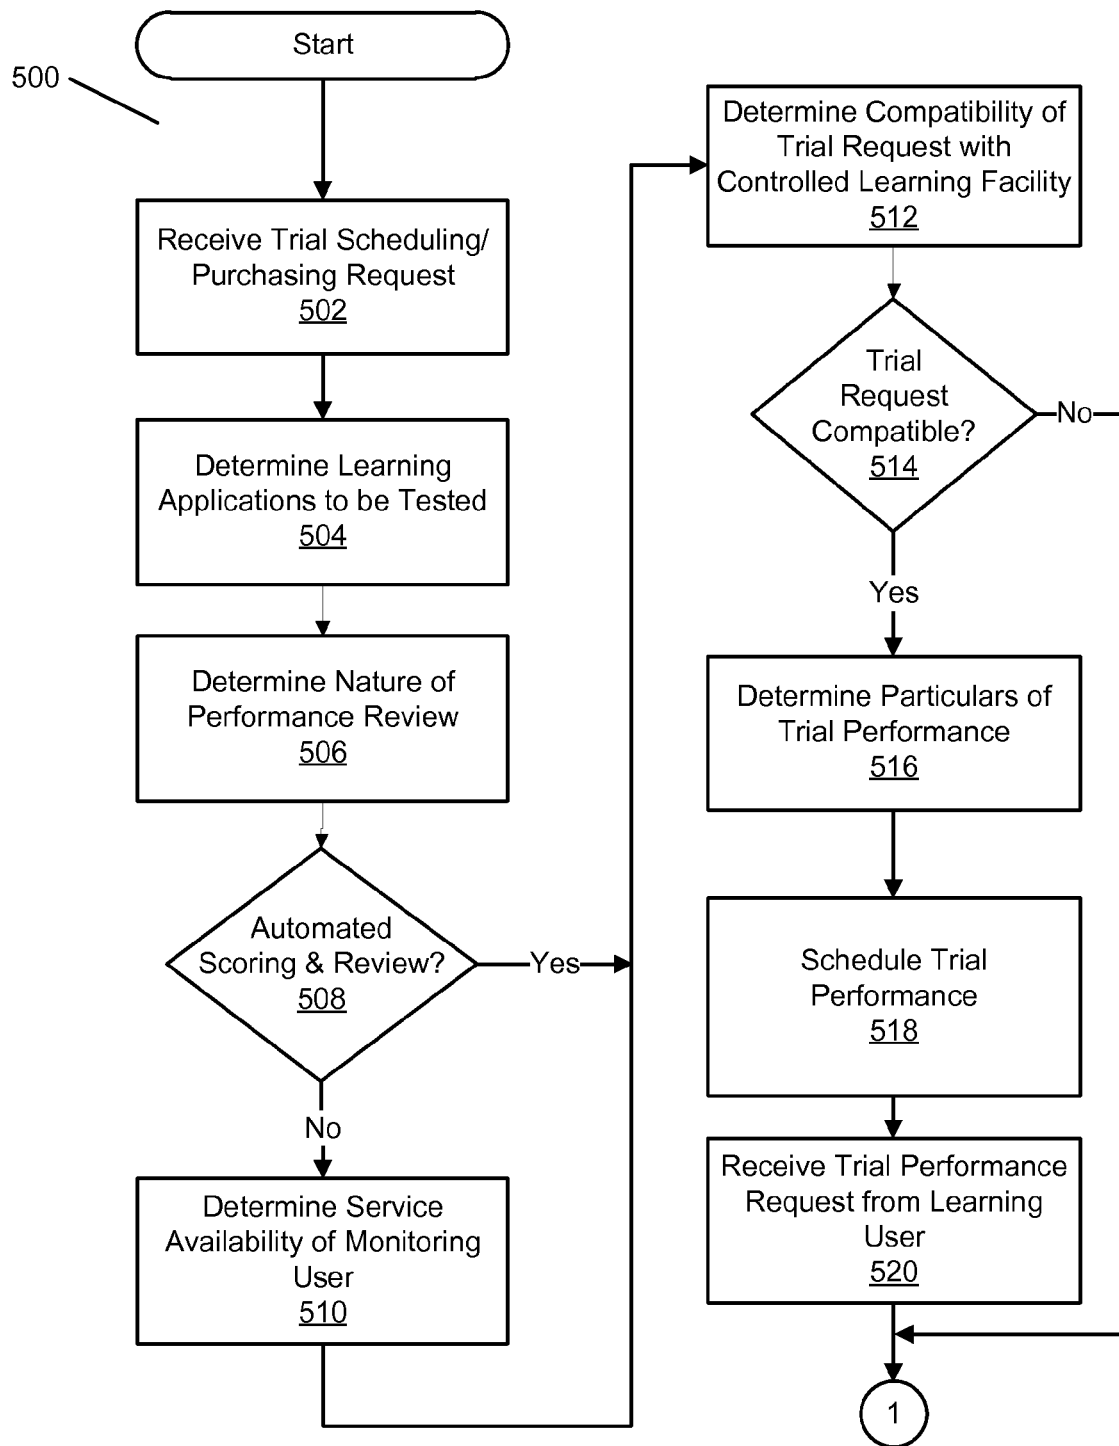 Start
500
Receive Trial Scheduling/
Purchasing Request
502
Determine Learning
Applications to be Tested
504
Determine Nature of
Performance Review
506
Automated
Scoring & Review?
508
Yes
No
Determine Service
Availability of Monitoring
User
510
Determine Compatibility of
Trial Request with
Controlled Learning Facility
512
Trial
Request
Compatible?
514
No
Yes
Determine Particulars of
Trial Performance
516
Schedule Trial
Performance
518
Receive Trial Performance
Request from Learning
User
520
1